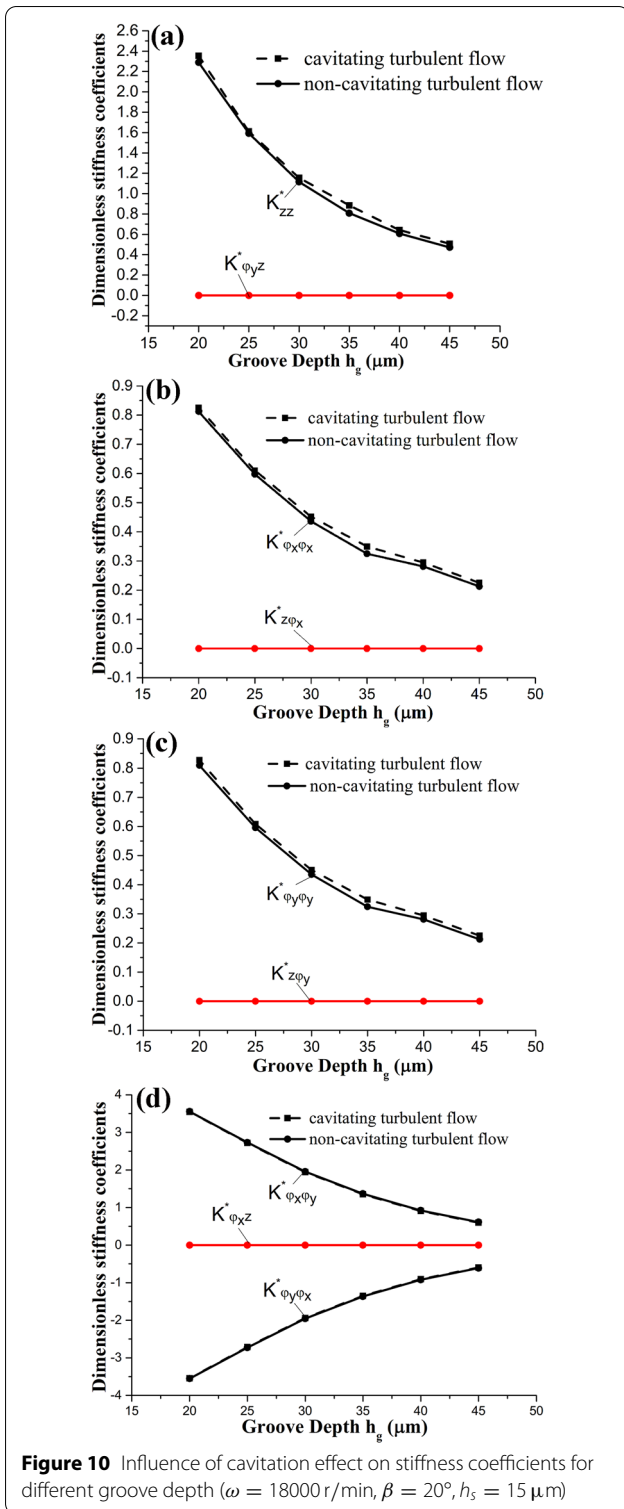 (a)
cavitating turbulent flow
non-cavitating turbulent flow
Dimensionless stiffness coefficients
2.6
2.4
2.2
2.0
1.8
1.6
1.4
1.2
1.0
0.8
0.6
0.4
0.2
0.0
-0.2
K*zz
K*φyz
15 20 25 30 35 40 45 50
Groove Depth hg (μm)
(b)
cavitating turbulent flow
non-cavitating turbulent flow
Dimensionless stiffness coefficients
0.9
0.8
0.7
0.6
0.5
0.4
0.3
0.2
0.1
0.0
-0.1
K*φxφx
K*zφx
15 20 25 30 35 40 45 50
Groove Depth hg (μm)
(c)
cavitating turbulent flow
non-cavitating turbulent flow
Dimensionless stiffness coefficients
0.9
0.8
0.7
0.6
0.5
0.4
0.3
0.2
0.1
0.0
-0.1
K*φyφy
K*zφy
15 20 25 30 35 40 45 50
Groove Depth hg (μm)
(d)
cavitating turbulent flow
non-cavitating turbulent flow
Dimensionless stiffness coefficients
4
3
2
1
0
-1
-2
-3
-4
K*φxφy
K*φxz
K*φyφx
15 20 25 30 35 40 45 50
Groove Depth hg (μm)
Figure 10 Influence of cavitation effect on stiffness coefficients for
different groove depth (ω = 18000 r/min, β = 20°, hs = 15 μm)